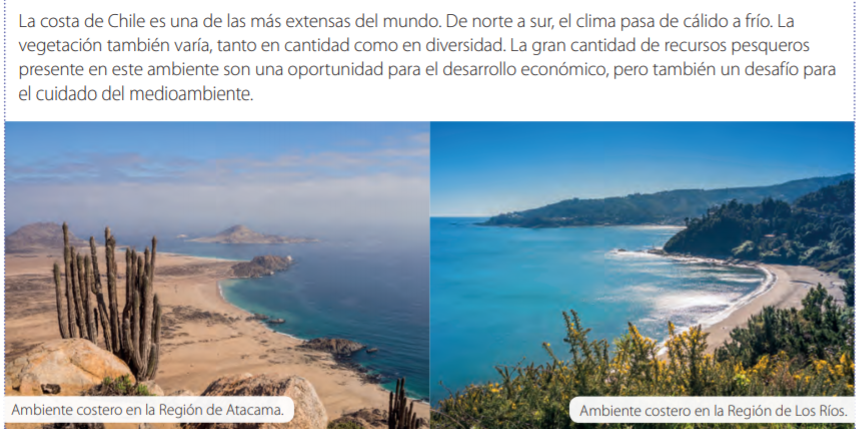 La costa de Chile es una de las más extensas del mundo. De norte a sur, el clima pasa de cálido a frío. La
vegetación también varía, tanto en cantidad como en diversidad. La gran cantidad de recursos pesqueros
presente en este ambiente son una oportunidad para el desarrollo económico, pero también un desafío para
el cuidado del medioambiente.
Ambiente costero en la Región de Atacama.
Ambiente costero en la Región de Los Ríos.